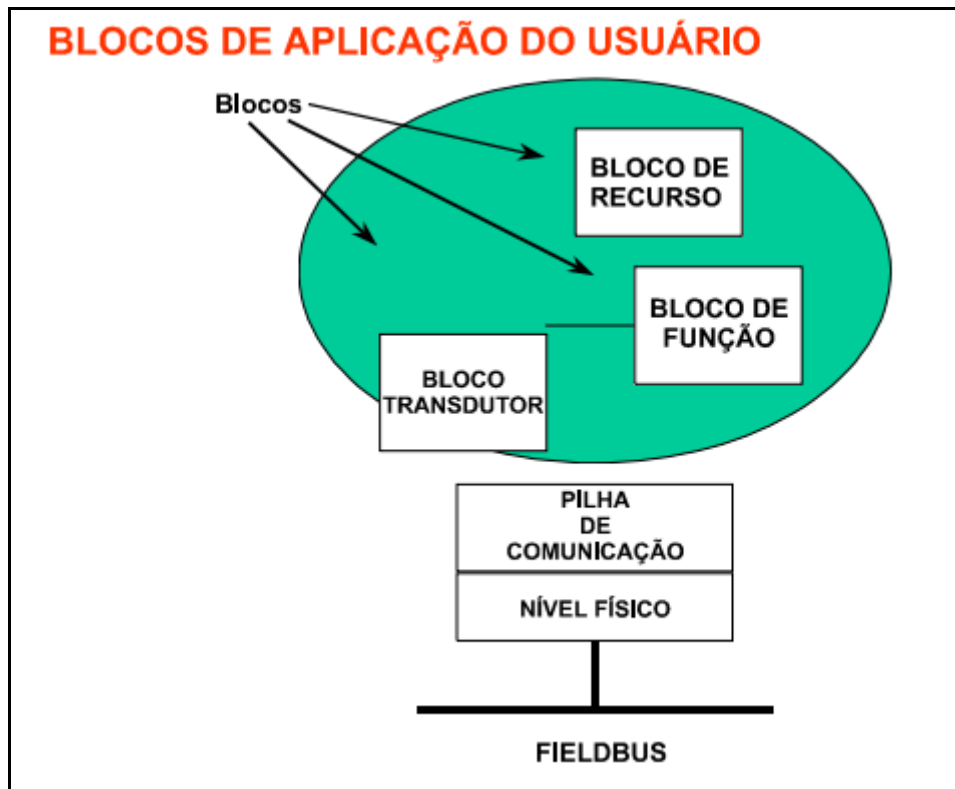 BLOCOS DE APLICAÇÃO DO USUÁRIO
Blocos
BLOCO DE
RECURSO
BLOCO DE
FUNÇÃO
BLOCO
TRANSDUTOR
PILHA
DE
COMUNICAÇÃO
NÍVEL FÍSICO
FIELDBUS